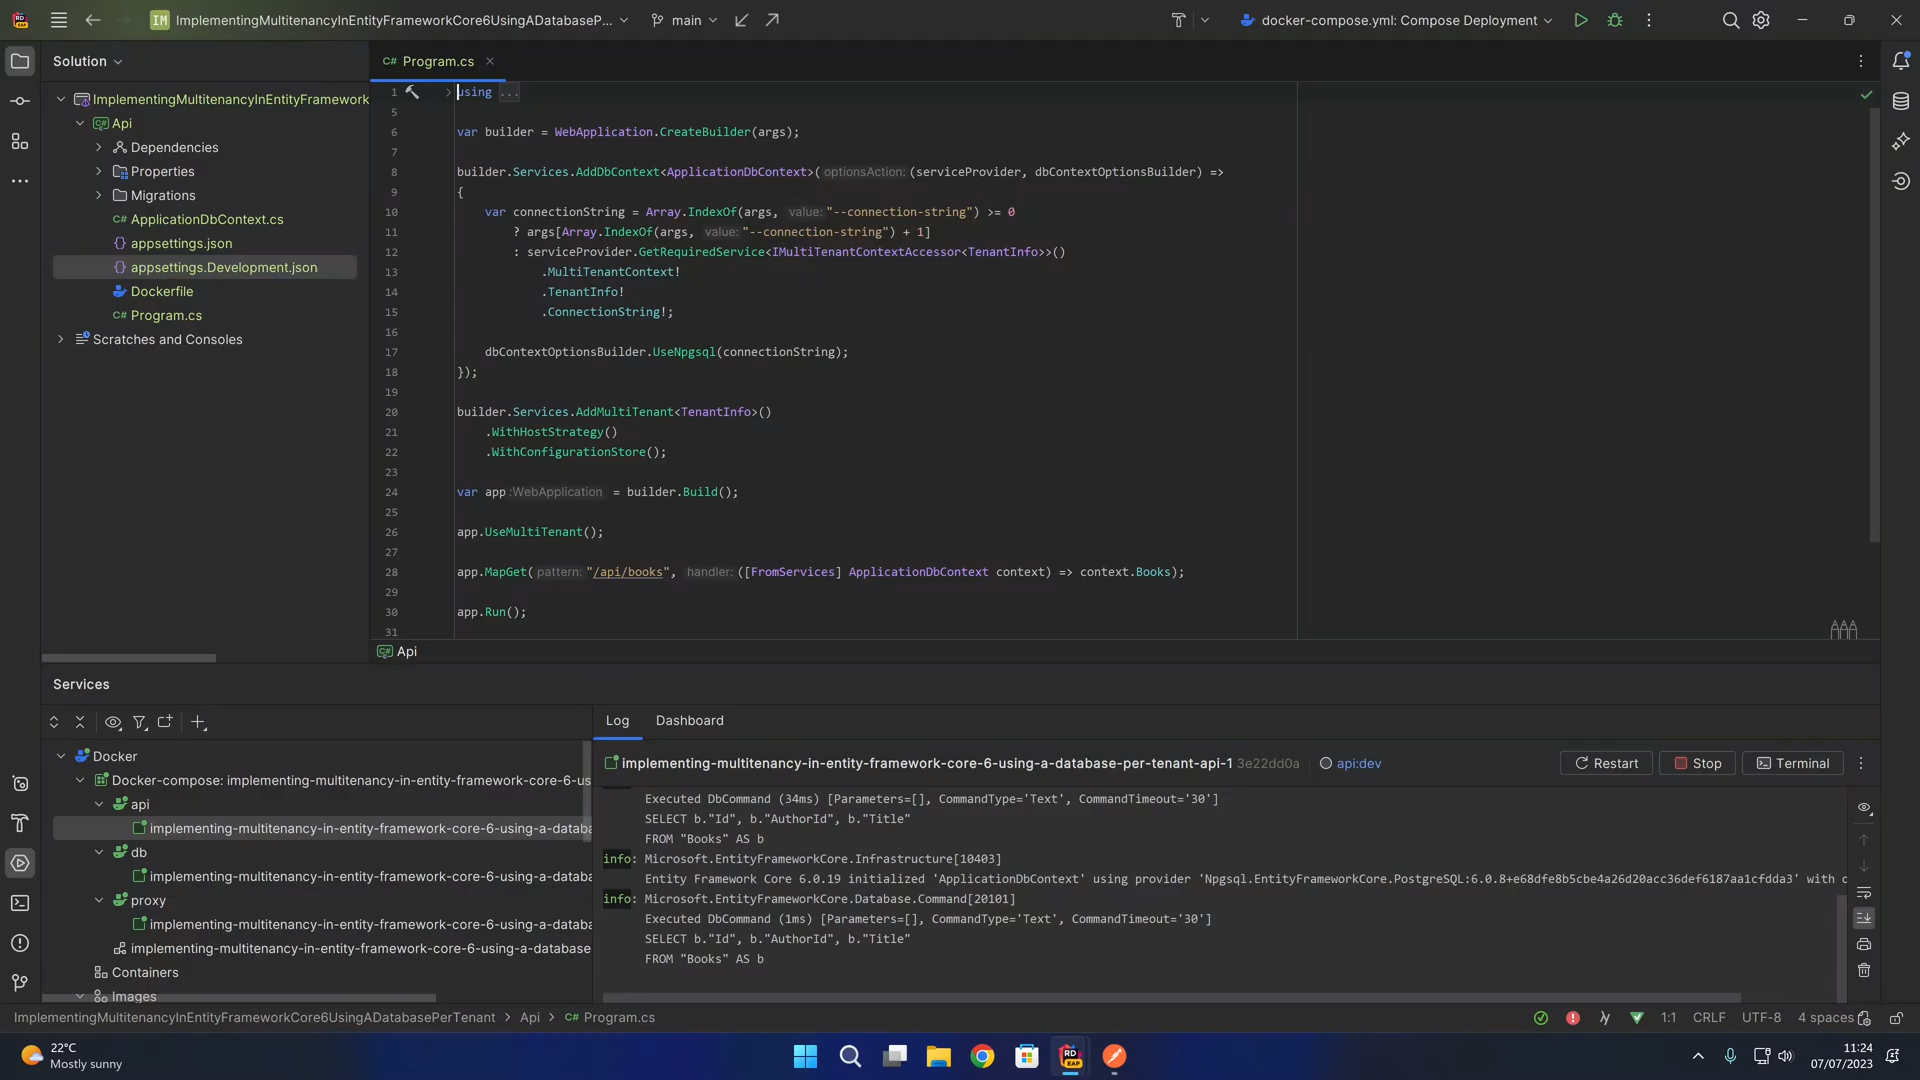 IM ImplementingMultitenancyInEntityFrameworkCore6UsingADatabaseP...
main
docker-compose.yml: Compose Deployment
Solution
C# Program.cs
ImplementingMultitenancyInEntityFramework
C# Api
Dependencies
Properties
Migrations
C# ApplicationDbContext.cs
{} appsettings.json
{} appsettings.Development.json
Dockerfile
C# Program.cs
Scratches and Consoles
1 using ...
5
6 var builder = WebApplication.CreateBuilder(args);
7
8 builder.Services.AddDbContext<ApplicationDbContext>( optionsAction: (serviceProvider, dbContextOptionsBuilder) =>
9 {
10 var connectionString = Array.IndexOf(args, value: "--connection-string") >= 0
11 ? args[Array.IndexOf(args, value: "--connection-string") + 1]
12 : serviceProvider.GetRequiredService<IMultiTenantContextAccessor<TenantInfo>>()
13 .MultiTenantContext!
14 .TenantInfo!
15 .ConnectionString!;
16
17 dbContextOptionsBuilder.UseNpgsql(connectionString);
18 });
19
20 builder.Services.AddMultiTenant<TenantInfo>()
21 .WithHostStrategy()
22 .WithConfigurationStore();
23
24 var app :WebApplication = builder.Build();
25
26 app.UseMultiTenant();
27
28 app.MapGet( pattern: "/api/books", handler: ([FromServices] ApplicationDbContext context) => context.Books);
29
30 app.Run();
31
C# Api
Services
Log Dashboard
Docker
Docker-compose: implementing-multitenancy-in-entity-framework-core-6-us
api
implementing-multitenancy-in-entity-framework-core-6-using-a-databa
db
implementing-multitenancy-in-entity-framework-core-6-using-a-databa
proxy
implementing-multitenancy-in-entity-framework-core-6-using-a-databa
implementing-multitenancy-in-entity-framework-core-6-using-a-database
Containers
Images
implementing-multitenancy-in-entity-framework-core-6-using-a-database-per-tenant-api-1 3e22dd0a api:dev
Restart Stop Terminal
Executed DbCommand (34ms) [Parameters=[], CommandType='Text', CommandTimeout='30']
SELECT b."Id", b."AuthorId", b."Title"
FROM "Books" AS b
info: Microsoft.EntityFrameworkCore.Infrastructure[10403]
Entity Framework Core 6.0.19 initialized 'ApplicationDbContext' using provider 'Npgsql.EntityFrameworkCore.PostgreSQL:6.0.8+e68dfe8b5cbe4a26d20acc36def6187aa1cfdda3' with
info: Microsoft.EntityFrameworkCore.Database.Command[20101]
Executed DbCommand (1ms) [Parameters=[], CommandType='Text', CommandTimeout='30']
SELECT b."Id", b."AuthorId", b."Title"
FROM "Books" AS b
ImplementingMultitenancyInEntityFrameworkCore6UsingADatabasePerTenant > Api > C# Program.cs
1:1 CRLF UTF-8 4 spaces
22°C
Mostly sunny
RD EAP
11:24
07/07/2023